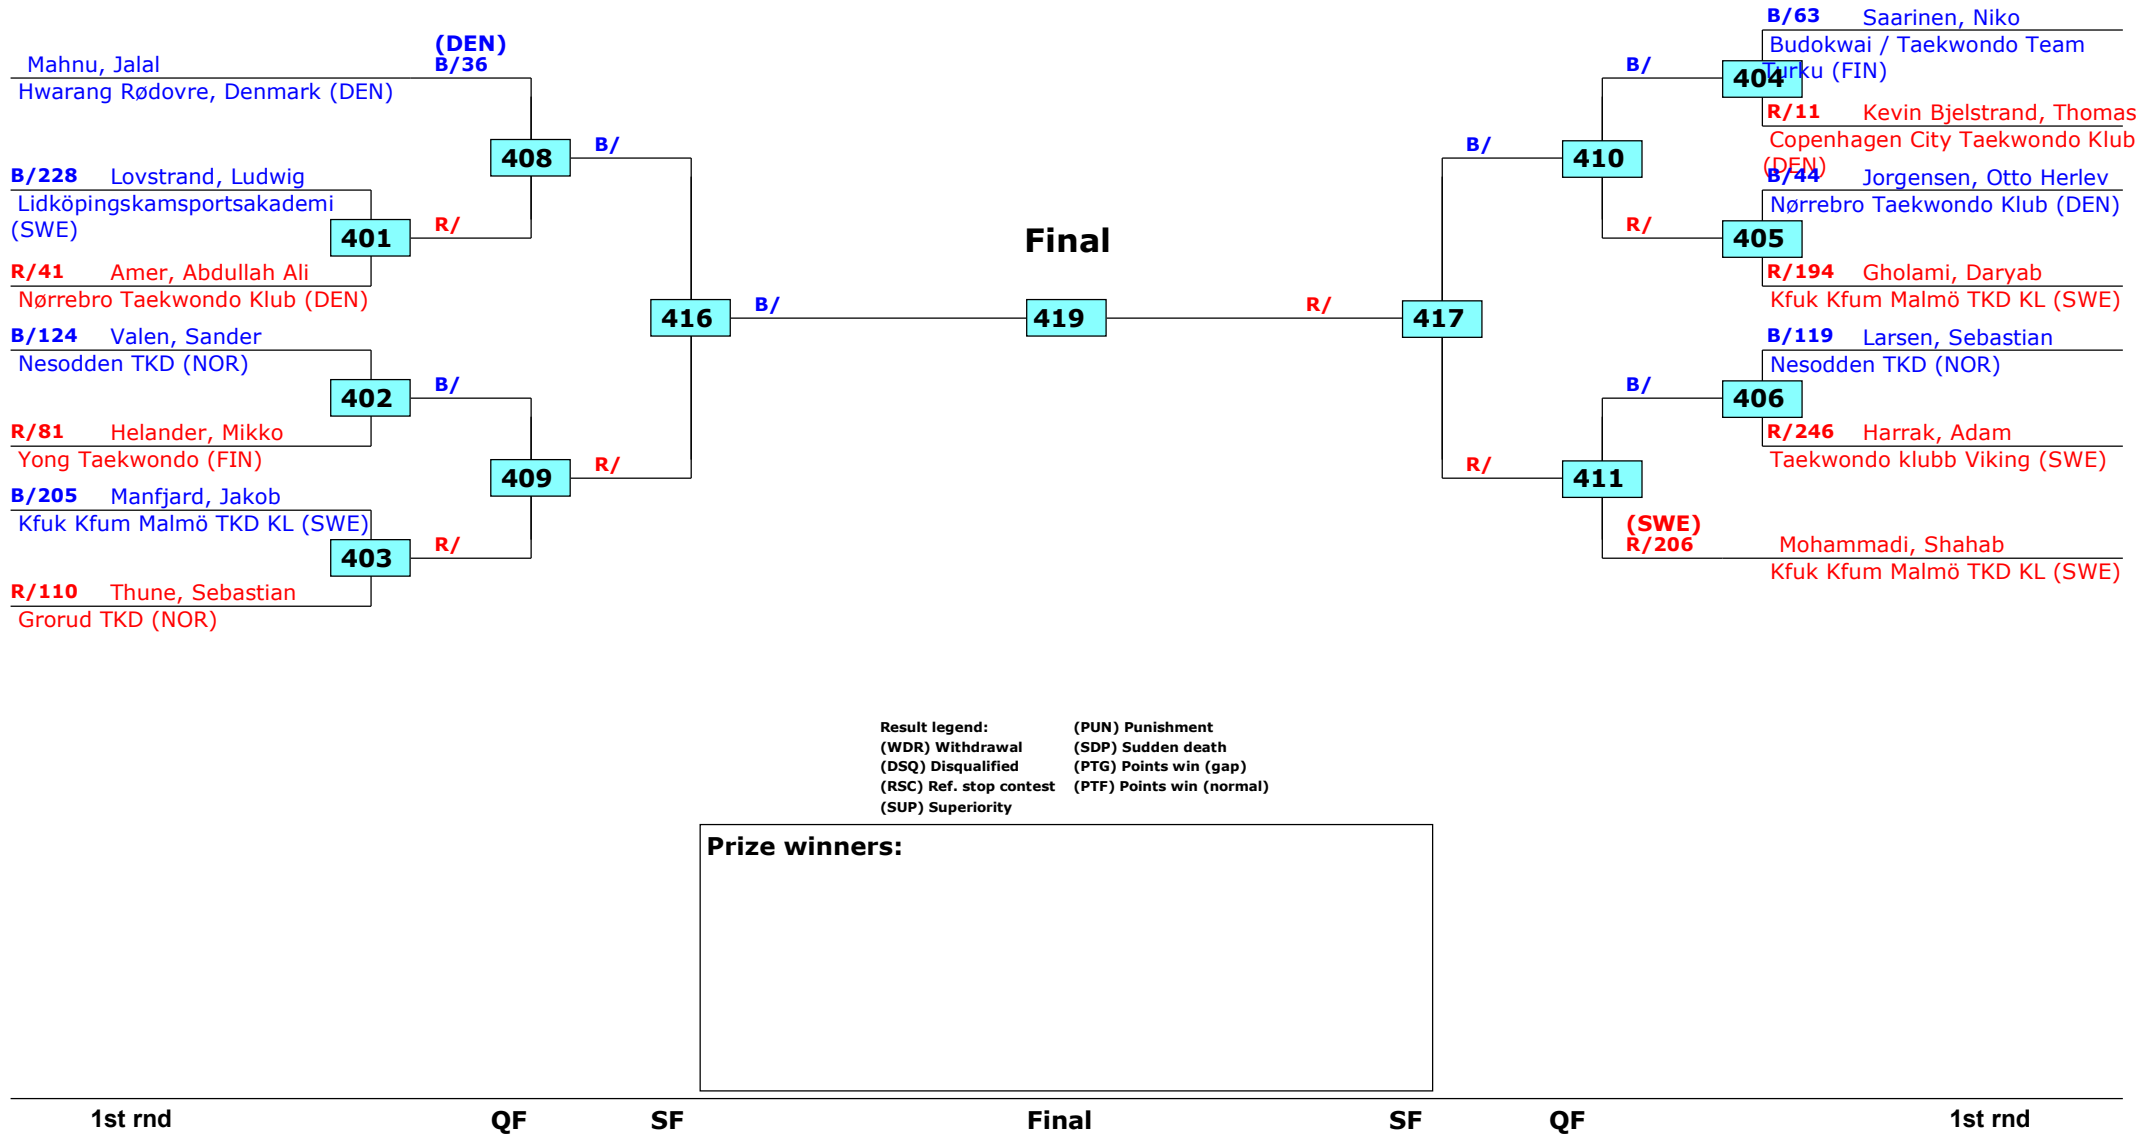 Mahnu, Jalal
(DEN)
B/36
Hwarang Rødovre, Denmark (DEN)
408
B/
B/228 Lovstrand, Ludwig
Lidköpingskamsportsakademi
(SWE)
401
R/
R/41 Amer, Abdullah Ali
Nørrebro Taekwondo Klub (DEN)
416
B/
B/124 Valen, Sander
Nesodden TKD (NOR)
402
B/
R/81 Helander, Mikko
Yong Taekwondo (FIN)
409
R/
B/205 Manfjard, Jakob
Kfuk Kfum Malmö TKD KL (SWE)
403
R/
R/110 Thune, Sebastian
Grorud TKD (NOR)
Final
419
B/63 Saarinen, Niko
Budokwai / Taekwondo Team
Turku (FIN)
404
B/
R/11 Kevin Bjelstrand, Thomas
Copenhagen City Taekwondo Klub
(DEN)
410
B/
B/44 Jorgensen, Otto Herlev
Nørrebro Taekwondo Klub (DEN)
405
R/
R/194 Gholami, Daryab
Kfuk Kfum Malmö TKD KL (SWE)
417
R/
B/119 Larsen, Sebastian
Nesodden TKD (NOR)
406
B/
R/246 Harrak, Adam
Taekwondo klubb Viking (SWE)
411
R/
(SWE)
R/206
Mohammadi, Shahab
Kfuk Kfum Malmö TKD KL (SWE)
Result legend: (PUN) Punishment
(WDR) Withdrawal (SDP) Sudden death
(DSQ) Disqualified (PTG) Points win (gap)
(RSC) Ref. stop contest (PTF) Points win (normal)
(SUP) Superiority
Prize winners:
1st rnd QF SF Final SF QF 1st rnd